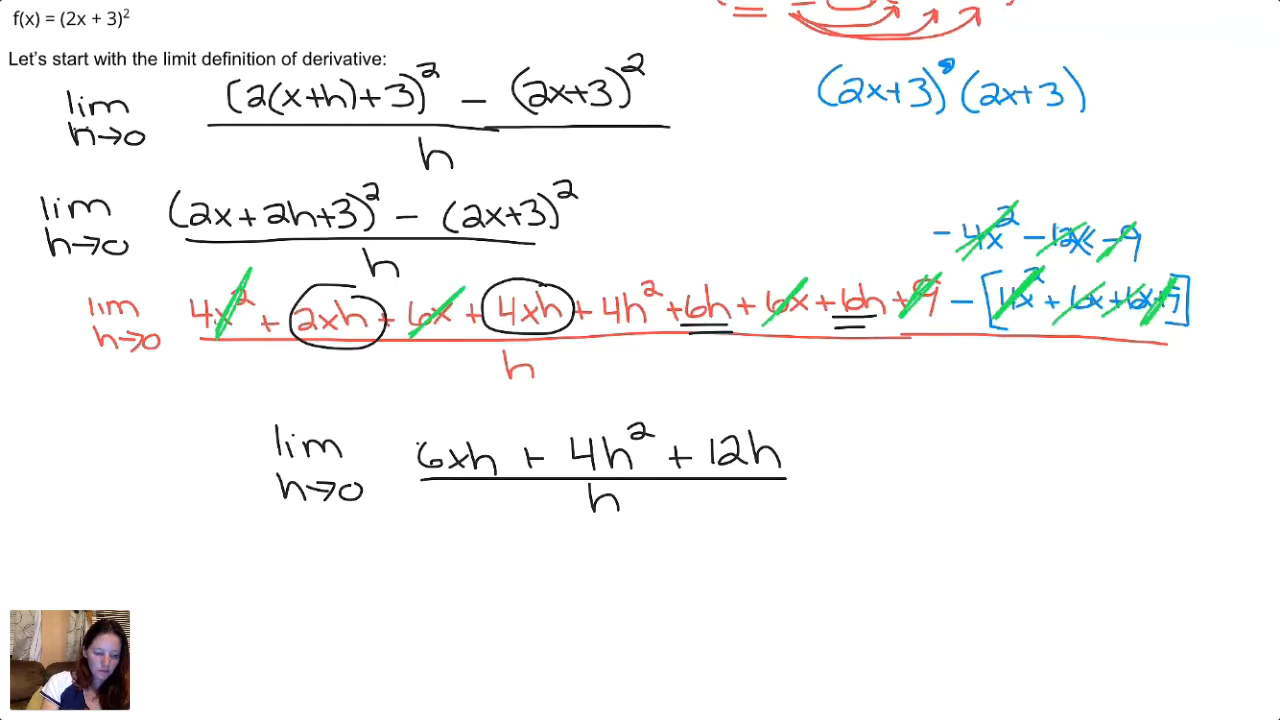 f(x) = (2x + 3)²
Let's start with the limit definition of derivative:
(2x+3)(2x+3)
lim h→0 [2(x+h)+3)² − (2x+3)² / h
lim h→0 (2x+2h+3)² − (2x+3)² / h
−4x² − 12x − 9
lim h→0 4x² + 2xh + 6x + 4xh + 4h² + 6h + 6x + 6h + 9 − [4x² + 6x + 6x + 9] / h
lim h→0 6xh + 4h² + 12h / h